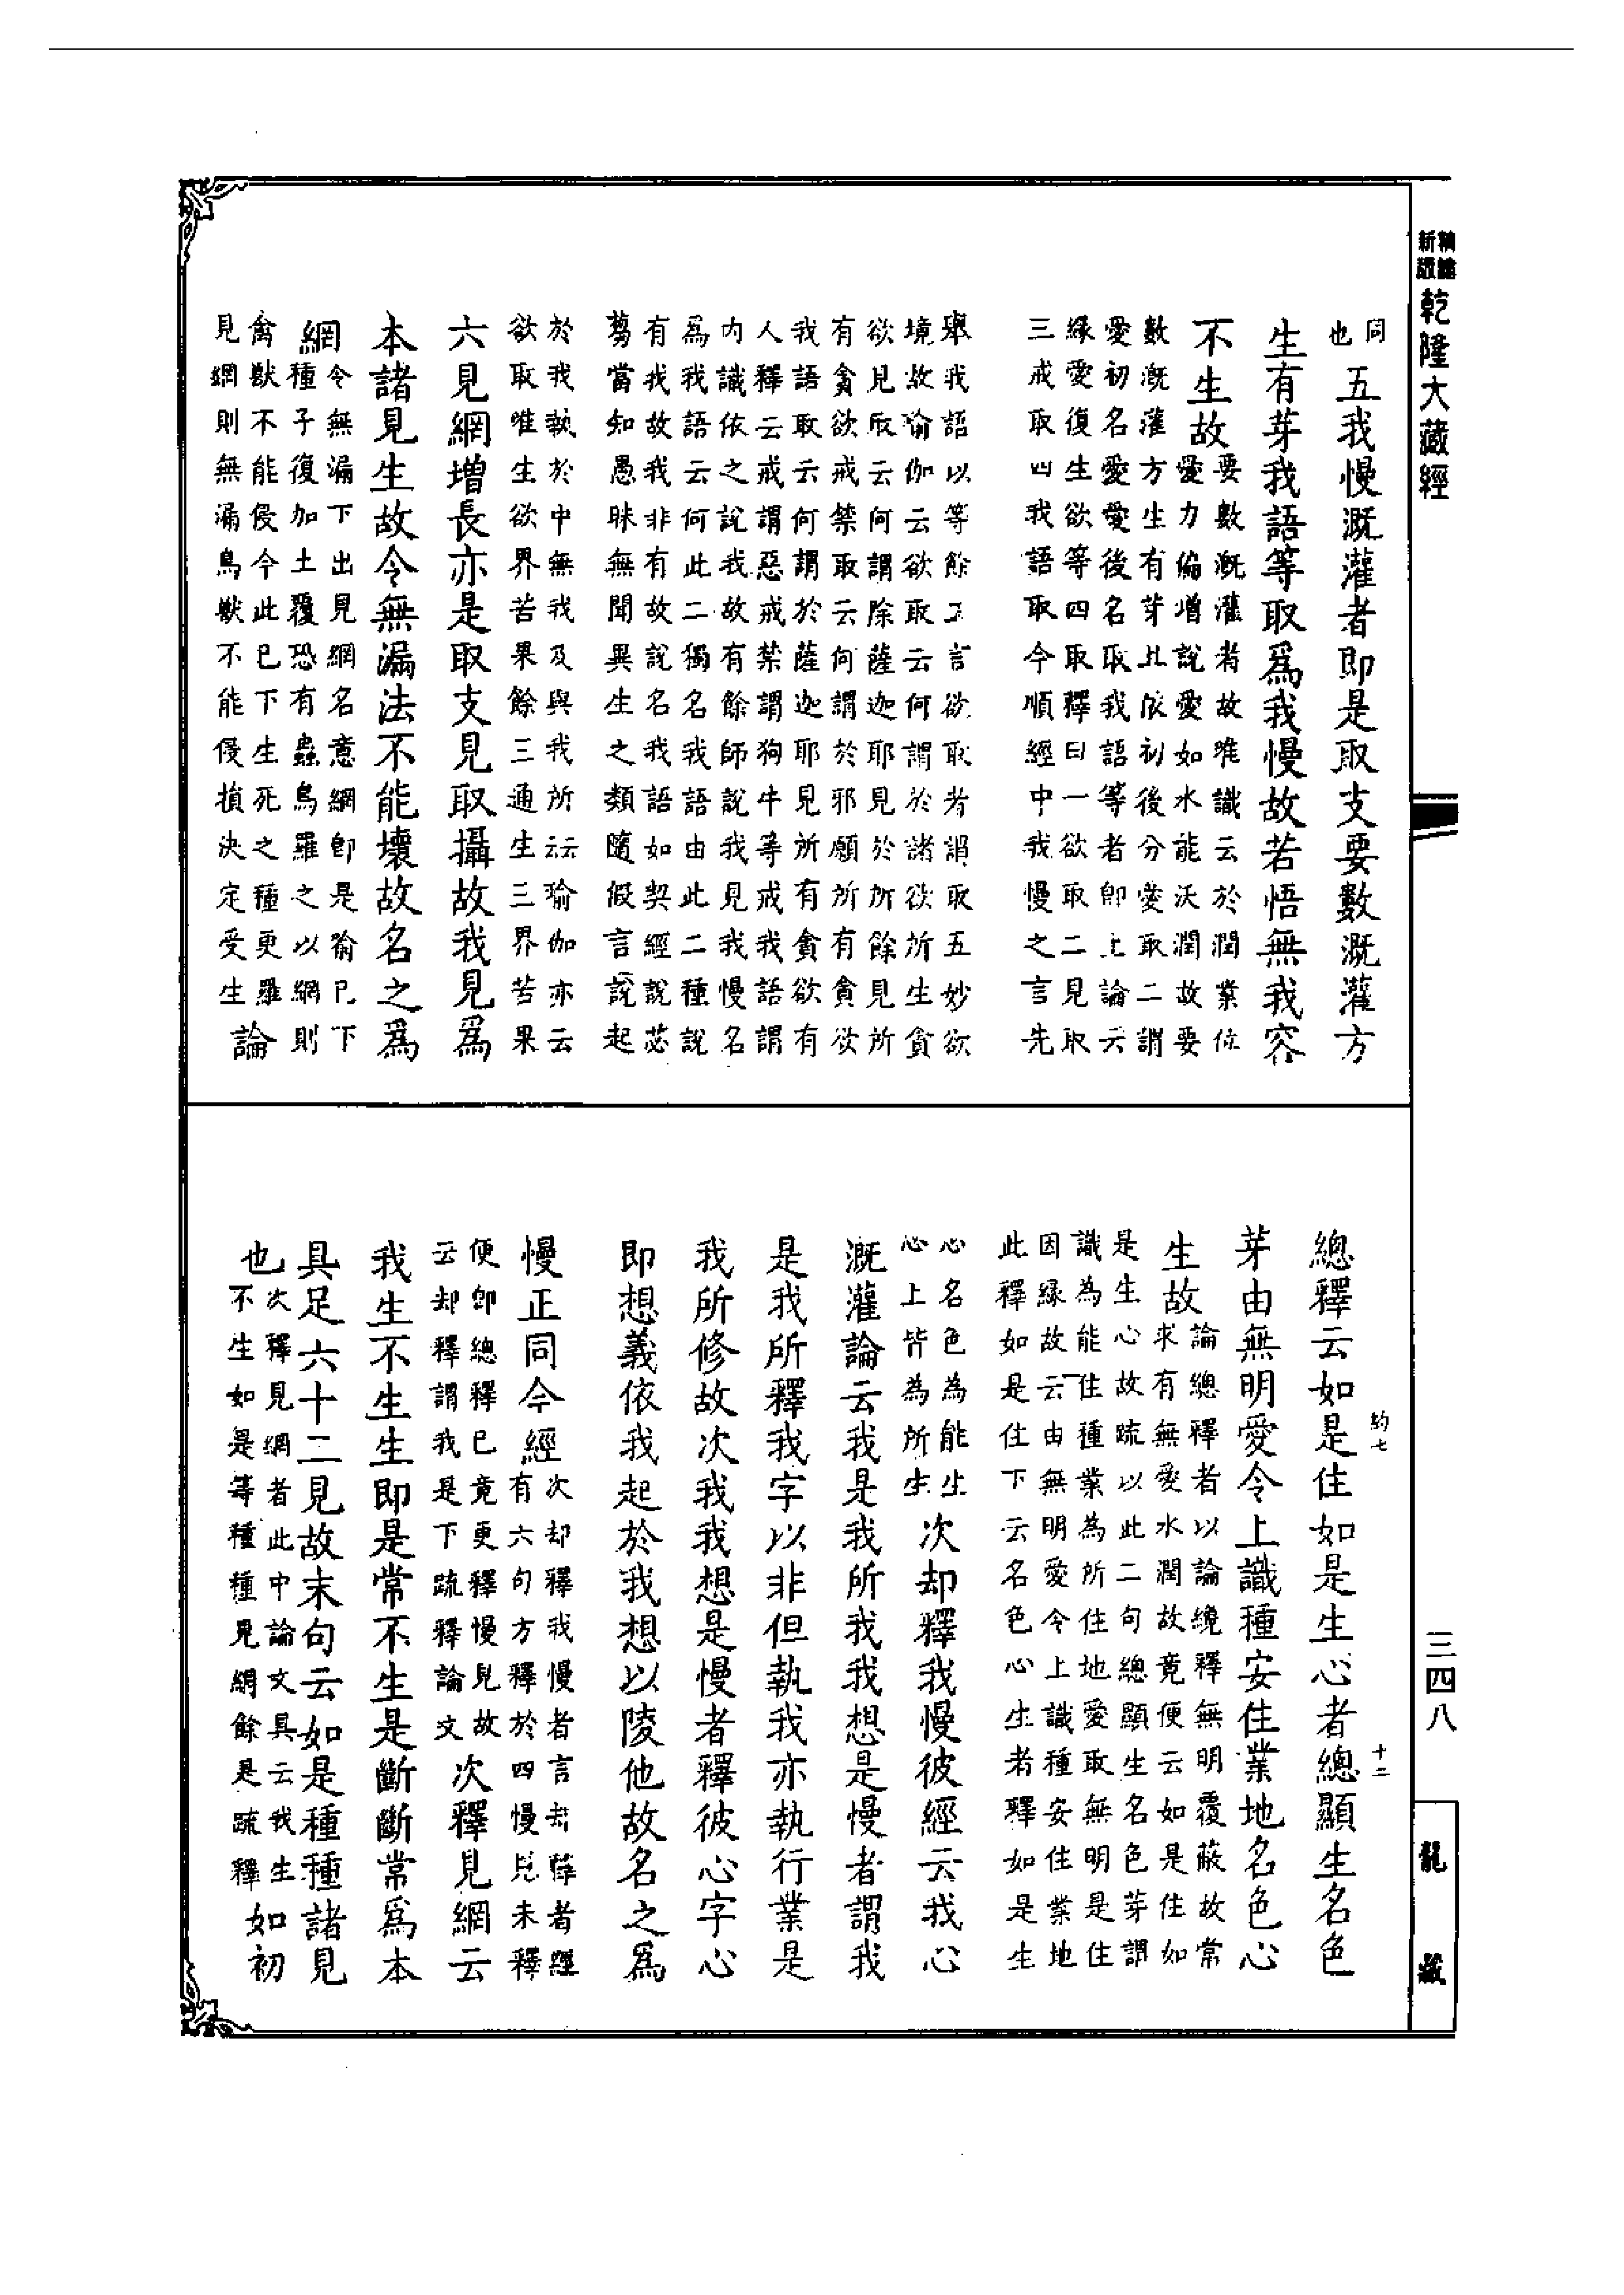 新版 精縮 乾隆大藏經
三四八
龍藏
同
也
五我慢溉灌者即是取支要數溉灌方
生有芽我語等取爲我慢故若悟無我容
不生故
要數溉灌者故唯識云於潤業位
愛力偏增說愛如水能沃潤故要
數溉灌方生有芽且依初後分愛取二謂
愛初名愛愛後名取我語等者即上論云
緣愛復生欲等四取釋曰一欲取二見取
三戒取四我語取今順經中我慢之言先
舉我語以等餘三言欲取者謂取五妙欲
境故瑜伽云欲取云何謂於諸欲所生貪
欲見取云何謂除薩迦耶見於所餘見所
有貪欲戒禁取云何謂於邪願所有貪欲
我語取云何謂於薩迦耶見所有貪欲有
人釋云戒謂惡戒禁謂狗牛等戒我語謂
內識依之說我故有餘師說我見我慢名
爲我語云何此二獨名我語由此二種說
有我故我非有故說名我語如契經說苾
芻當知愚昧無聞異生之類隨假言說起
於我執於中無我及與我所云云瑜伽亦云
欲取唯生欲界苦果餘三通生三界苦果
六見網增長亦是取支見取攝故我見爲
本諸見生故令無漏法不能壞故名之爲
網
令無漏下出見網名意網即是喻已下
種子復加土覆恐有蟲鳥羅之以網則
禽獸不能侵今此已下生死之種更羅
見網則無漏鳥獸不能侵損決定受生
論
總釋云如是住如是生心者總顯生名色
芽由無明愛令上識種安住業地名色心
生故
論總釋者以論纔釋無明覆蔽故常
求有無愛水潤故竟便云如是住如
是生心故疏以此二句總顯生名色芽謂
識為能住種業為所住地愛取無明是住
因緣故云由無明愛令上識種安住業地
此釋如是住下云名色心生者釋如是生
心名色為能生
心上皆為所生
次却釋我慢彼經云我心
溉灌論云我是我所我我想是慢者謂我
是我所釋我字以非但執我亦執行業是
我所修故次我我想是慢者釋彼心字心
即想義依我起於我想以陵他故名之爲
慢正同今經
次却釋我慢者言却釋者經
有六句方釋於四慢見未釋
便即總釋已竟更釋慢見故
云却釋謂我是下疏釋論文
次釋見網云
我生不生生即是常不生是斷斷常爲本
具足六十二見故末句云如是種種諸見
也
次釋見網者此中論文具云我生
不生如是等種種見網餘是疏釋
如初
約七
十二